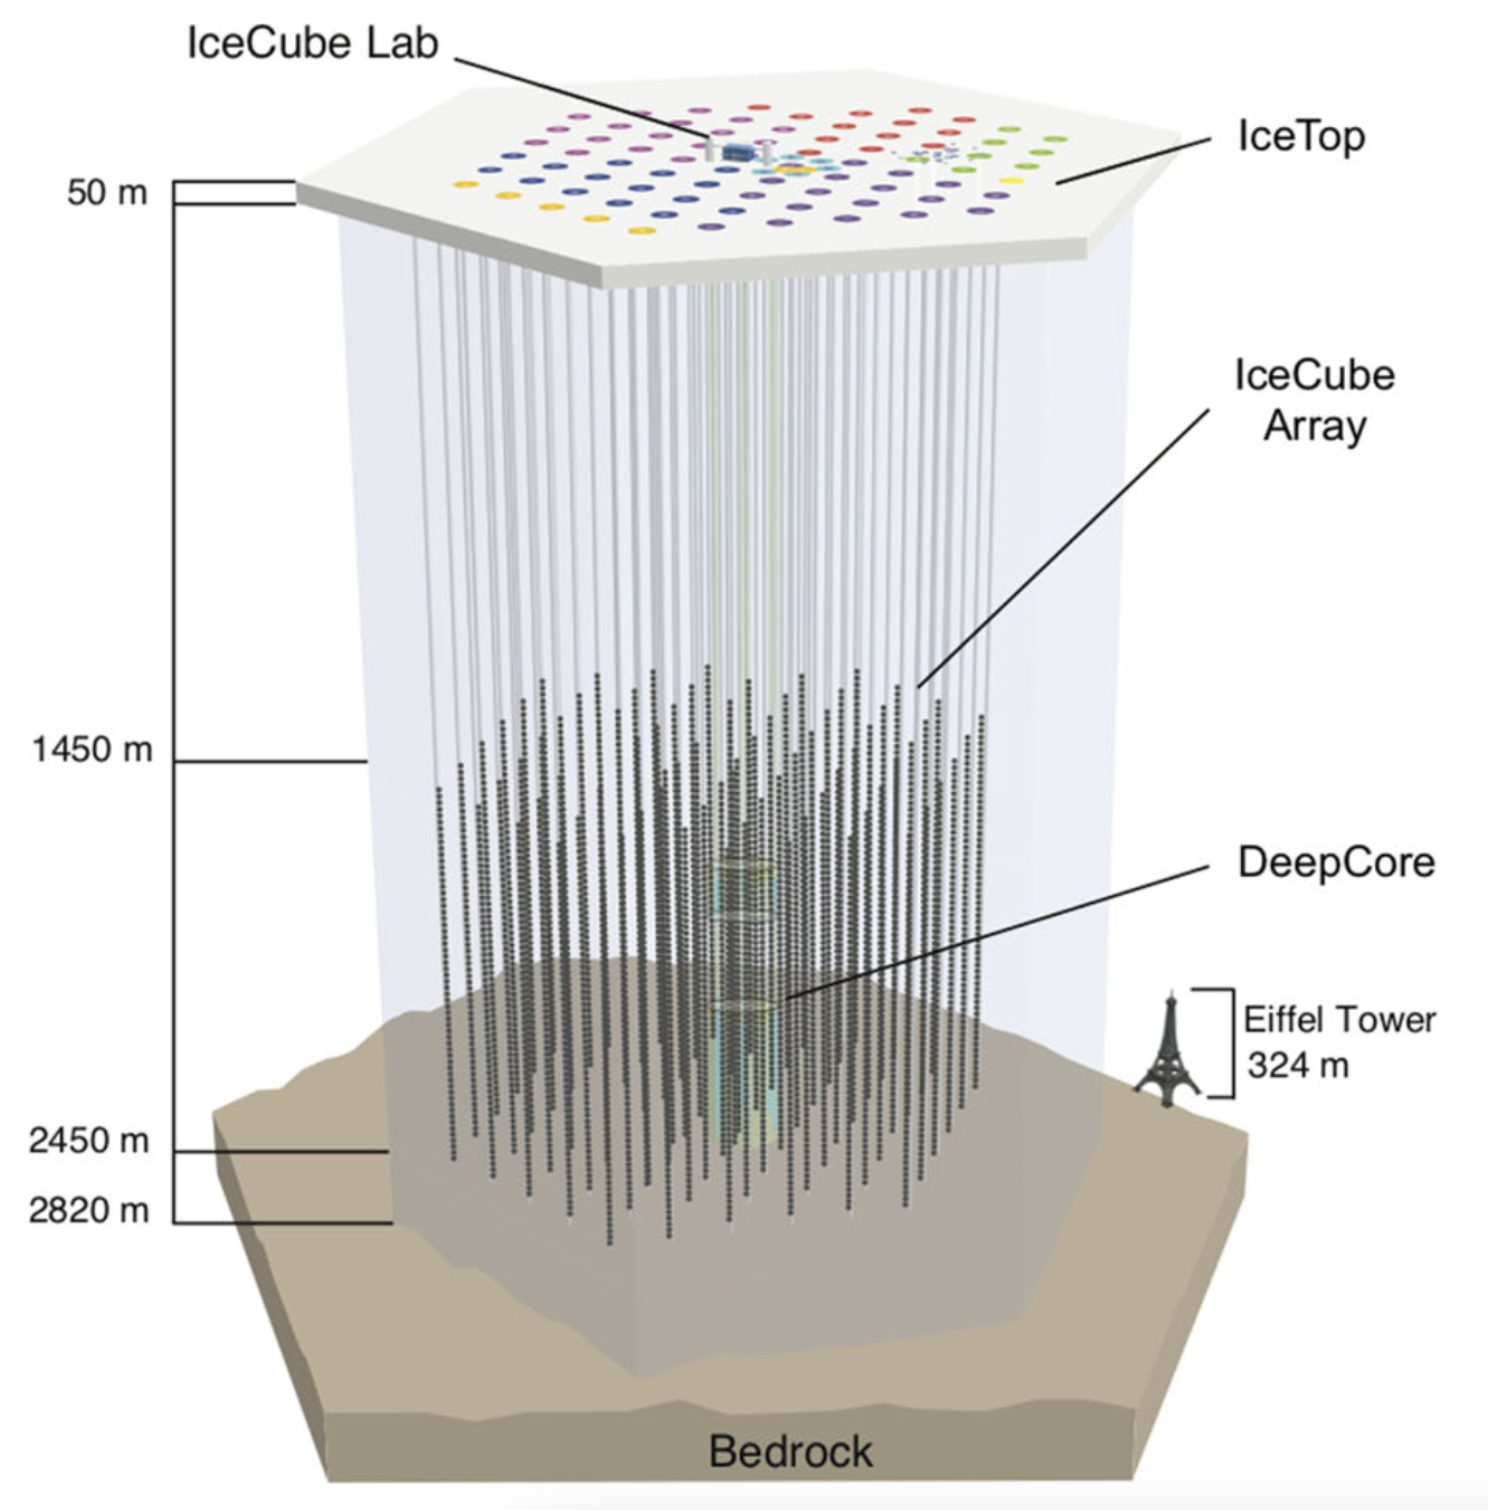 IceCube Lab
IceTop
50 m
IceCube
Array
1450 m
DeepCore
Eiffel Tower
324 m
2450 m
2820 m
Bedrock